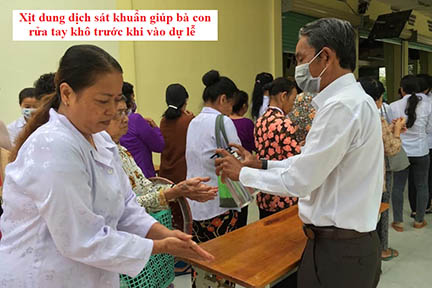 Xịt dung dịch sát khuẩn giúp bà con
rửa tay khô trước khi vào dự lễ